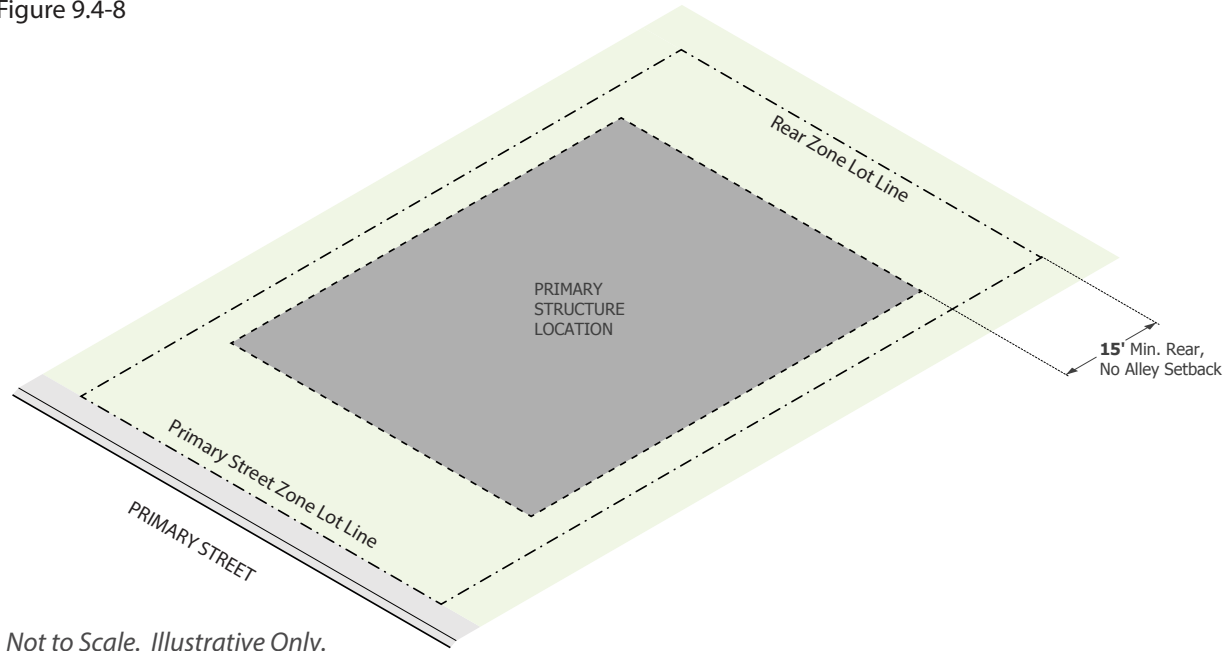 Figure 9.4-8
Rear Zone Lot Line
PRIMARY
STRUCTURE
LOCATION
15' Min. Rear,
No Alley Setback
Primary Street Zone Lot Line
PRIMARY STREET
Not to Scale. Illustrative Only.